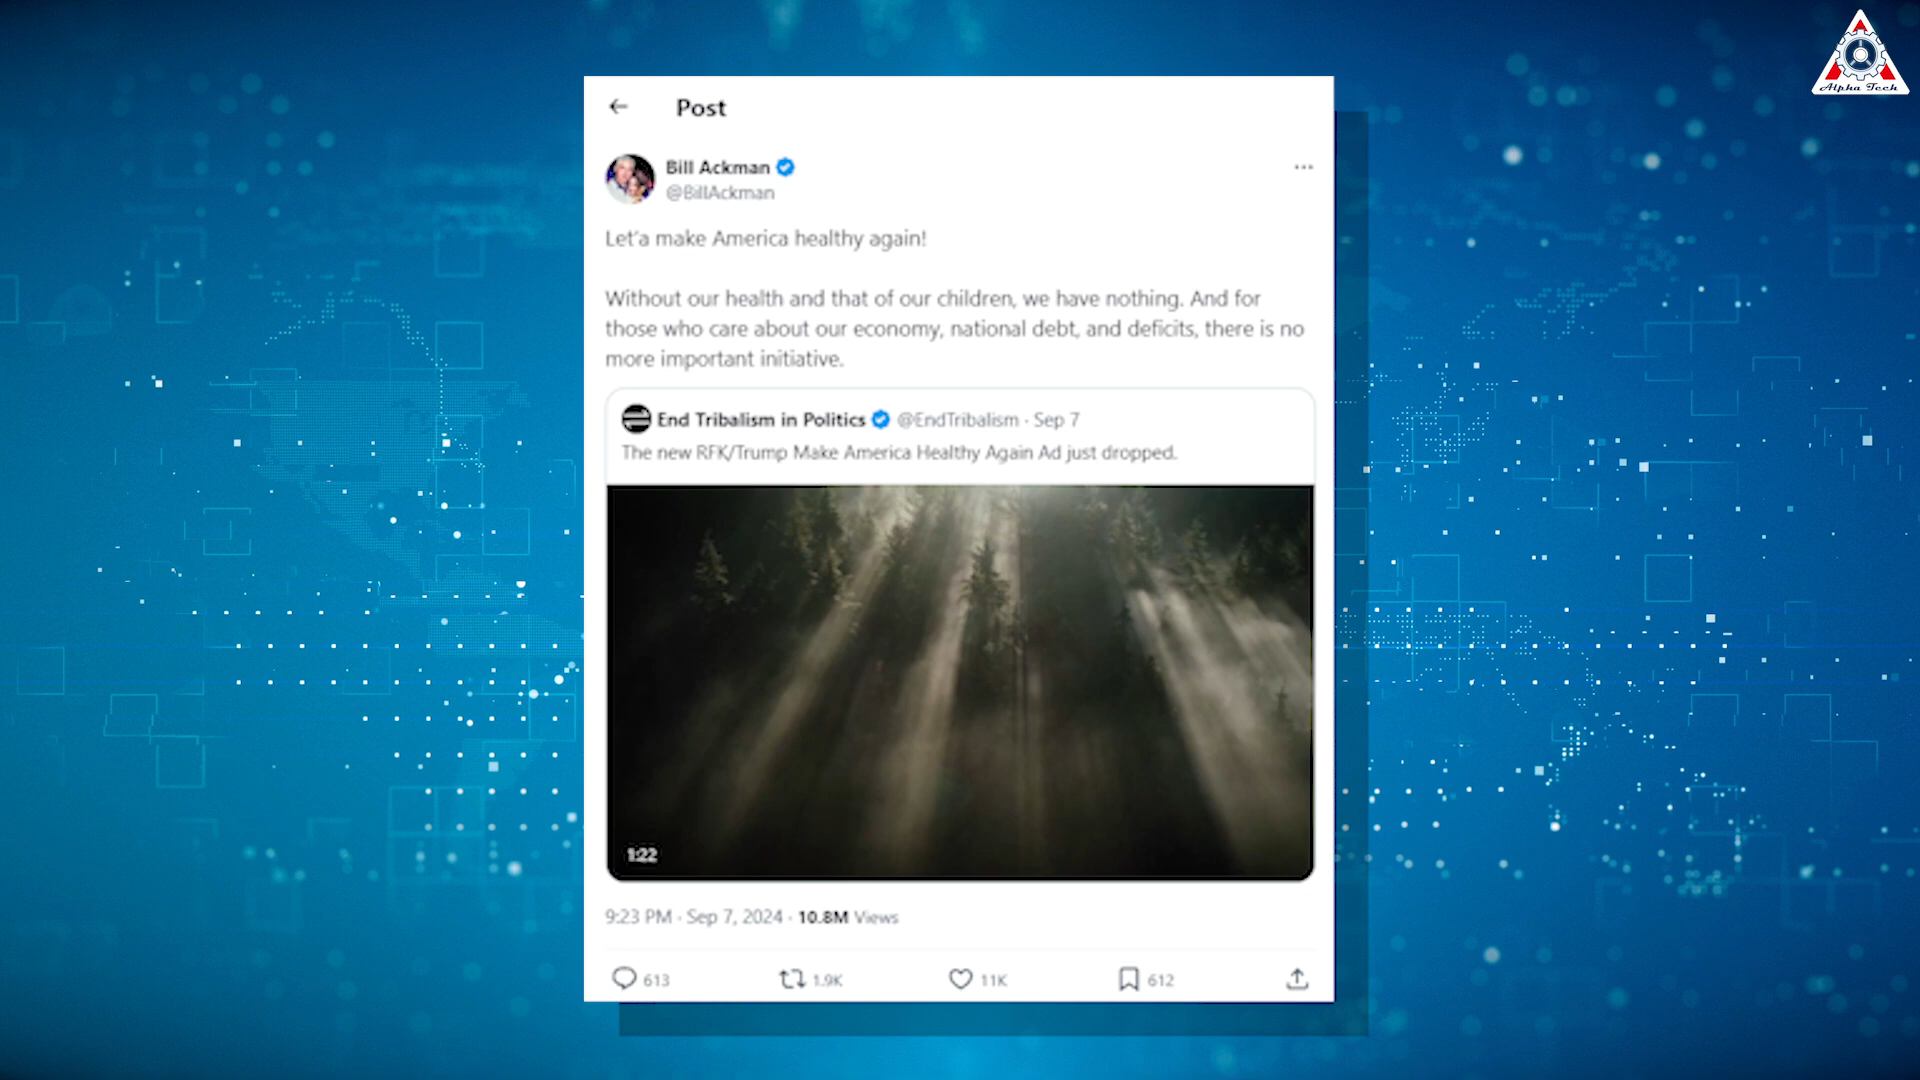 Alpha Tech
Post
Bill Ackman
@BillAckman
Let'a make America healthy again!
Without our health and that of our children, we have nothing. And for
those who care about our economy, national debt, and deficits, there is no
more important initiative.
End Tribalism in Politics @EndTribalism · Sep 7
The new RFK/Trump Make America Healthy Again Ad just dropped.
1:22
9:23 PM · Sep 7, 2024 · 10.8M Views
613 1.9K 11K 612